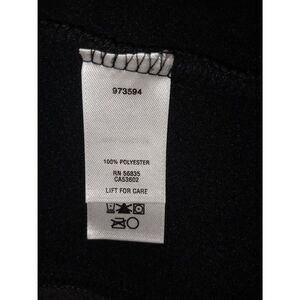 973594
100% POLYESTER
RN 56835
CA53602
LIFT FOR CARE